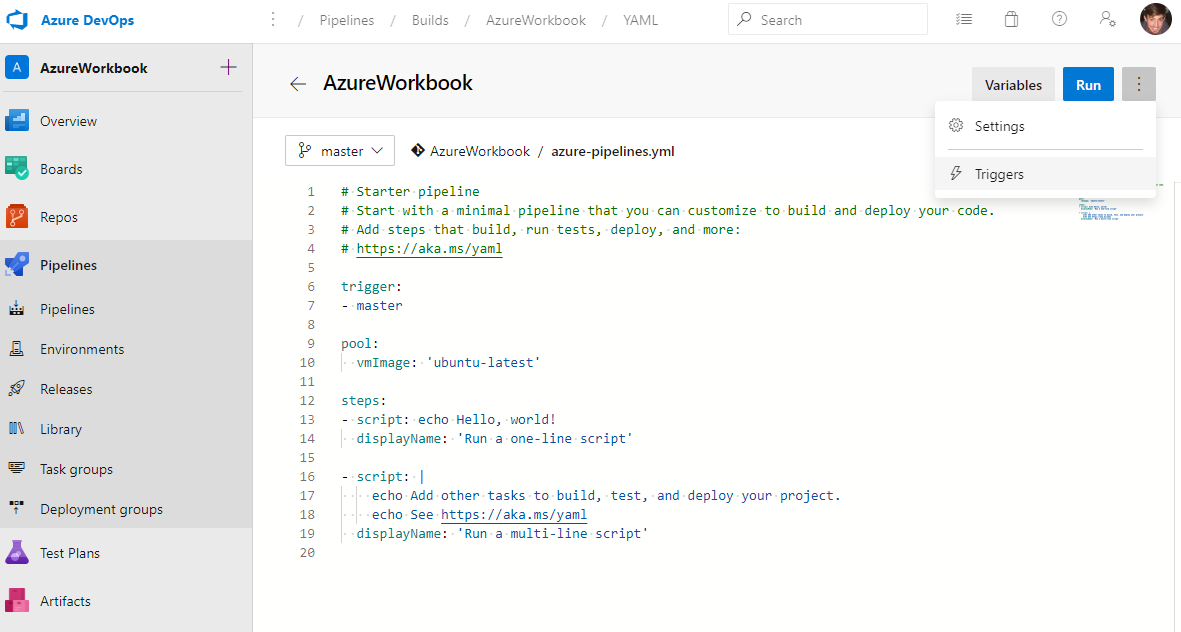 Azure DevOps
/ Pipelines / Builds / AzureWorkbook / YAML
Search
A AzureWorkbook
Overview
Boards
Repos
Pipelines
Pipelines
Environments
Releases
Library
Task groups
Deployment groups
Test Plans
Artifacts
AzureWorkbook
Variables
Run
Settings
Triggers
master
AzureWorkbook / azure-pipelines.yml
1 # Starter pipeline
2 # Start with a minimal pipeline that you can customize to build and deploy your code.
3 # Add steps that build, run tests, deploy, and more:
4 # https://aka.ms/yaml
5
6 trigger:
7 - master
8
9 pool:
10   vmImage: 'ubuntu-latest'
11
12 steps:
13 - script: echo Hello, world!
14   displayName: 'Run a one-line script'
15
16 - script: |
17     echo Add other tasks to build, test, and deploy your project.
18     echo See https://aka.ms/yaml
19   displayName: 'Run a multi-line script'
20